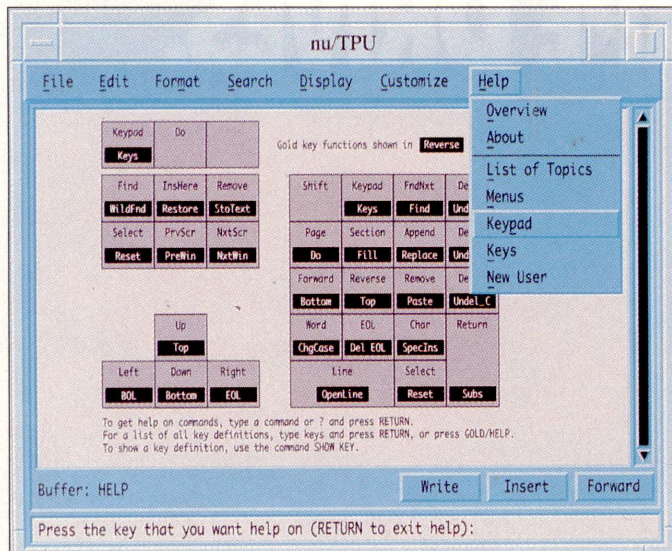 nu/TPU
File Edit Format Search Display Customize Help
Overview
About
List of Topics
Menus
Keypad
Keys
New User
Keypad Do
Keys
Gold key functions shown in Reverse
Find InsHere Remove
WildFnd Restore StoText
Select PrvScr NxtScr
Reset PreWin NxtWin
Up
Top
Left Down Right
BOL Bottom EOL
Shift Keypad FndNxt
Keys Find
Page Section Append
Do Fill Replace
Forward Reverse Remove
Bottom Top Paste Undel_C
Word EOL Char Return
ChgCase Del EOL SpecIns
Line Select
OpenLine Reset Subs
To get help on commands, type a command or ? and press RETURN.
For a list of all key definitions, type keys and press RETURN, or press GOLD/HELP.
To show a key definition, use the command SHOW KEY.
Buffer: HELP Write Insert Forward
Press the key that you want help on (RETURN to exit help):